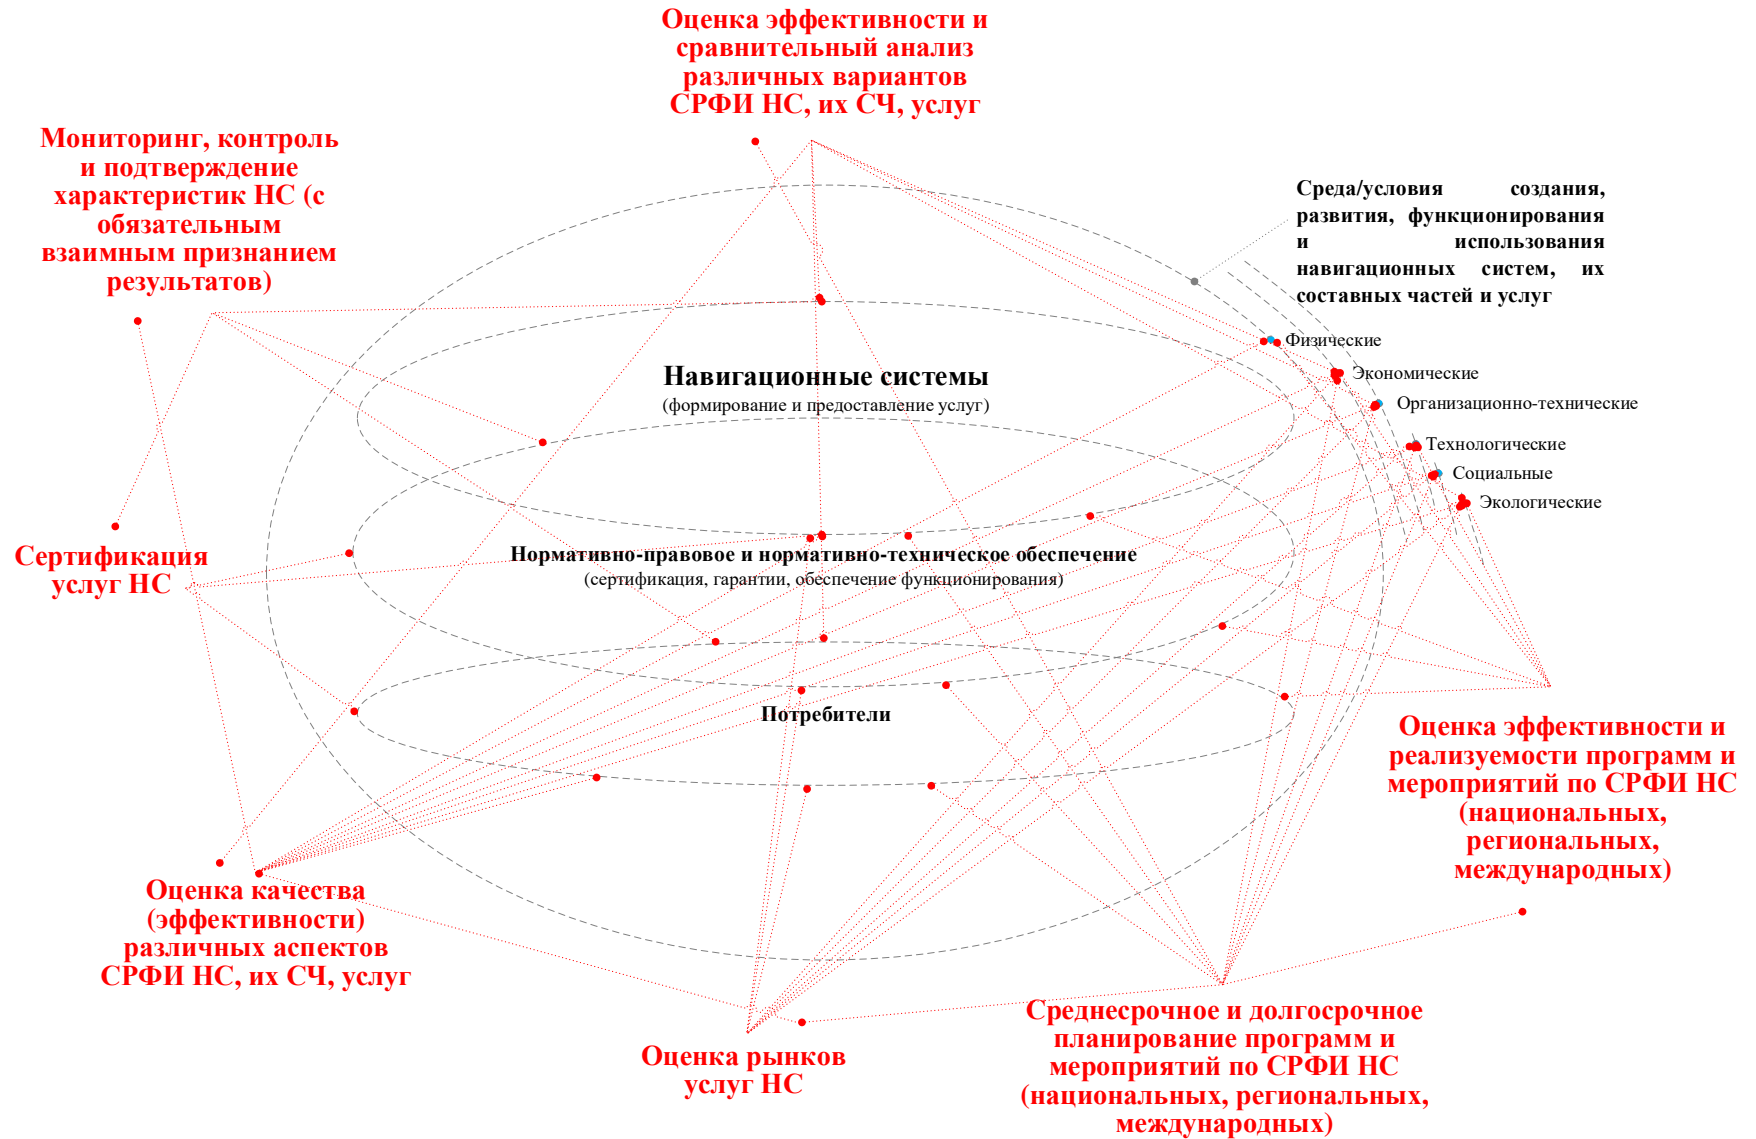 Оценка эффективности и
сравнительный анализ
различных вариантов
СРФИ НС, их СЧ, услуг
Мониторинг, контроль
и подтверждение
характеристик НС (с
обязательным
взаимным признанием
результатов)
Среда/условия создания,
развития, функционирования
и использования
навигационных систем, их
составных частей и услуг
Физические
Экономические
Организационно-технические
Технологические
Социальные
Экологические
Навигационные системы
(формирование и предоставление услуг)
Нормативно-правовое и нормативно-техническое обеспечение
(сертификация, гарантии, обеспечение функционирования)
Потребители
Сертификация
услуг НС
Оценка качества
(эффективности)
различных аспектов
СРФИ НС, их СЧ, услуг
Оценка рынков
услуг НС
Среднесрочное и долгосрочное
планирование программ и
мероприятий по СРФИ НС
(национальных, региональных,
международных)
Оценка эффективности и
реализуемости программ и
мероприятий по СРФИ НС
(национальных,
региональных,
международных)